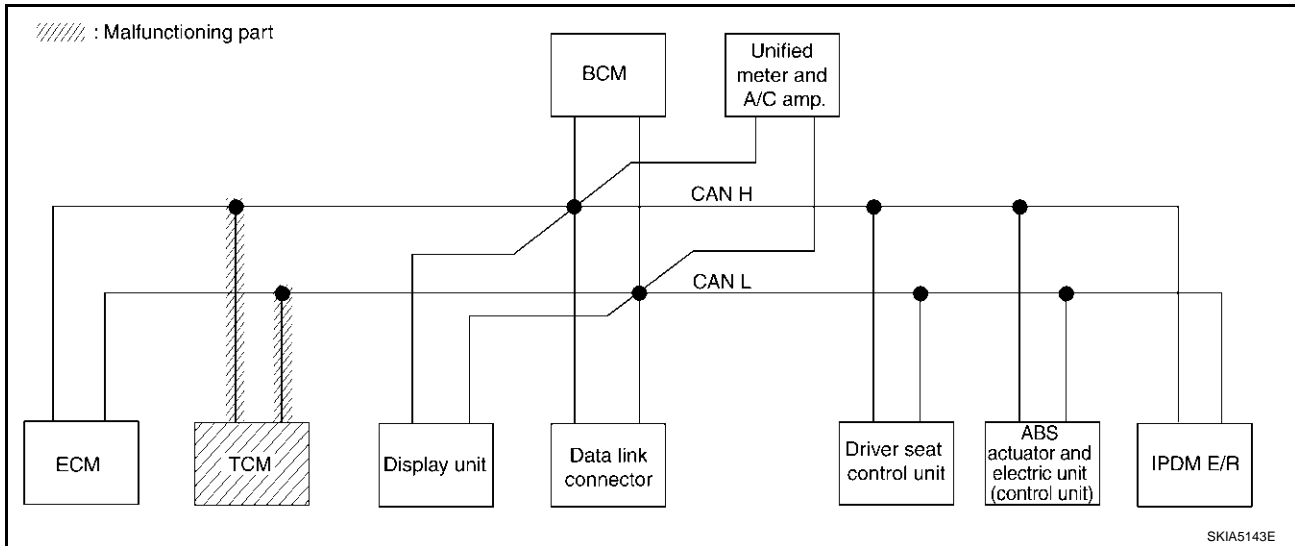 : Malfunctioning part
BCM
Unified
meter and
A/C amp.
CAN H
CAN L
ECM
TCM
Display unit
Data link
connector
Driver seat
control unit
ABS
actuator and
electric unit
(control unit)
IPDM E/R
SKIA5143E